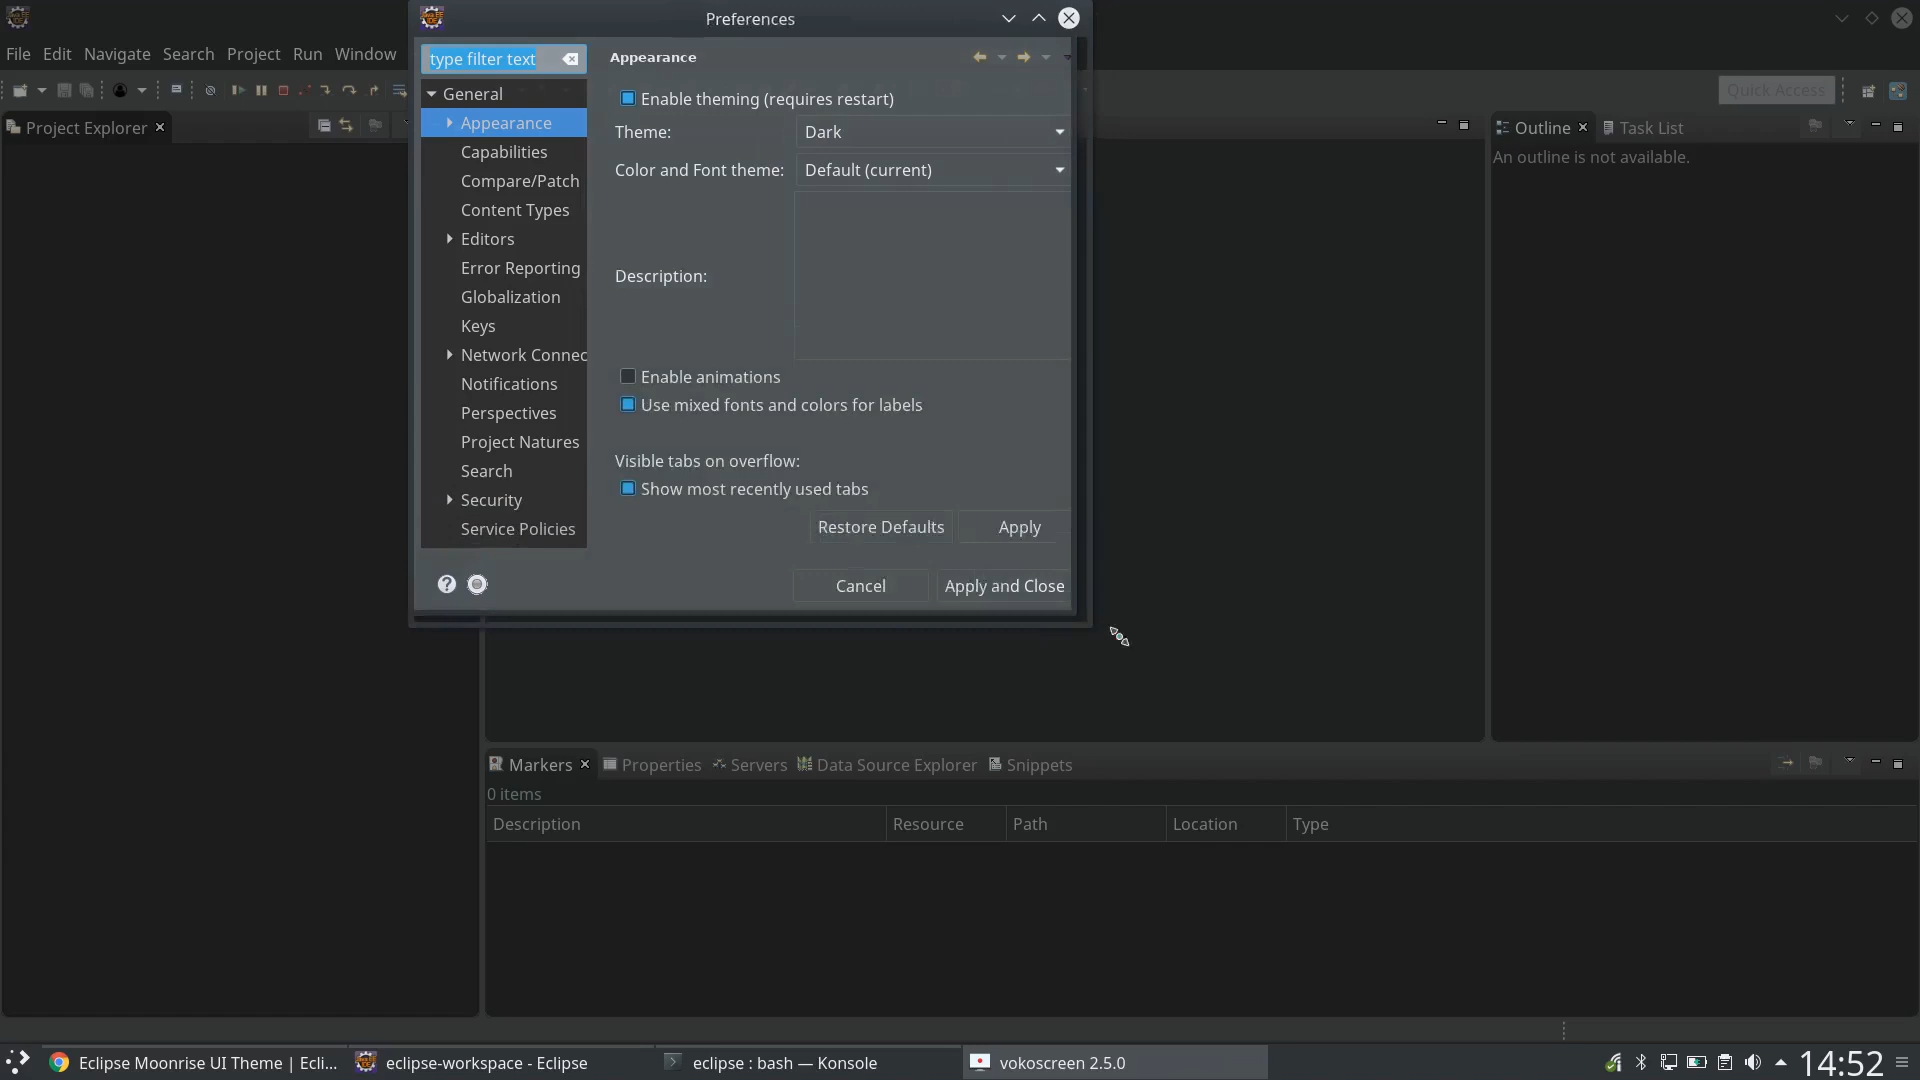 Preferences
File Edit Navigate Search Project Run Window
type filter text
Appearance
General
Appearance
Capabilities
Compare/Patch
Content Types
Editors
Error Reporting
Globalization
Keys
Network Connec
Notifications
Perspectives
Project Natures
Search
Security
Service Policies
Enable theming (requires restart)
Theme: Dark
Color and Font theme: Default (current)
Description:
Enable animations
Use mixed fonts and colors for labels
Visible tabs on overflow:
Show most recently used tabs
Restore Defaults Apply
Cancel Apply and Close
Quick Access
Project Explorer
Outline Task List
An outline is not available.
Markers Properties Servers Data Source Explorer Snippets
0 items
Description Resource Path Location Type
Eclipse Moonrise UI Theme | Ecli... eclipse-workspace - Eclipse eclipse : bash — Konsole vokoscreen 2.5.0 14:52